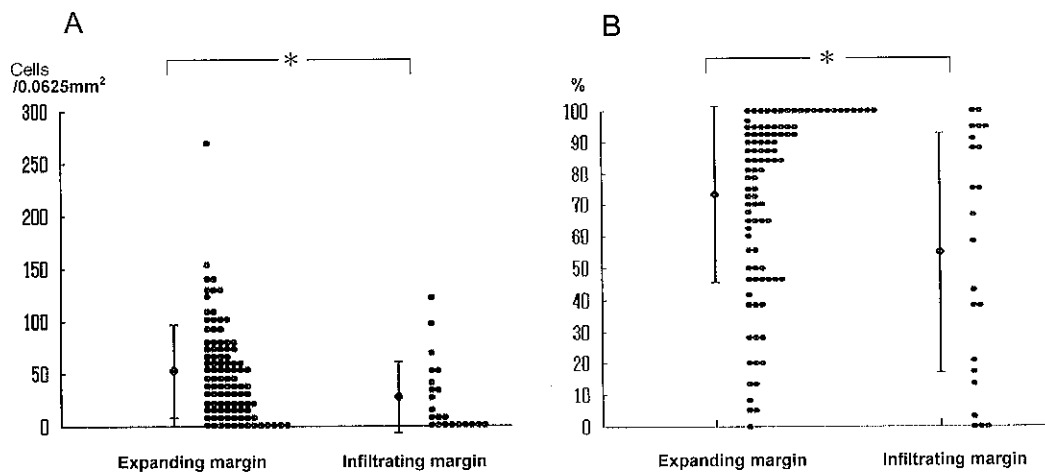 A
B
*
*
Cells
/0.0625mm²
%
300
250
200
150
100
50
0
100
90
80
70
60
50
40
30
20
10
0
Expanding margin
Infiltrating margin
Expanding margin
Infiltrating margin